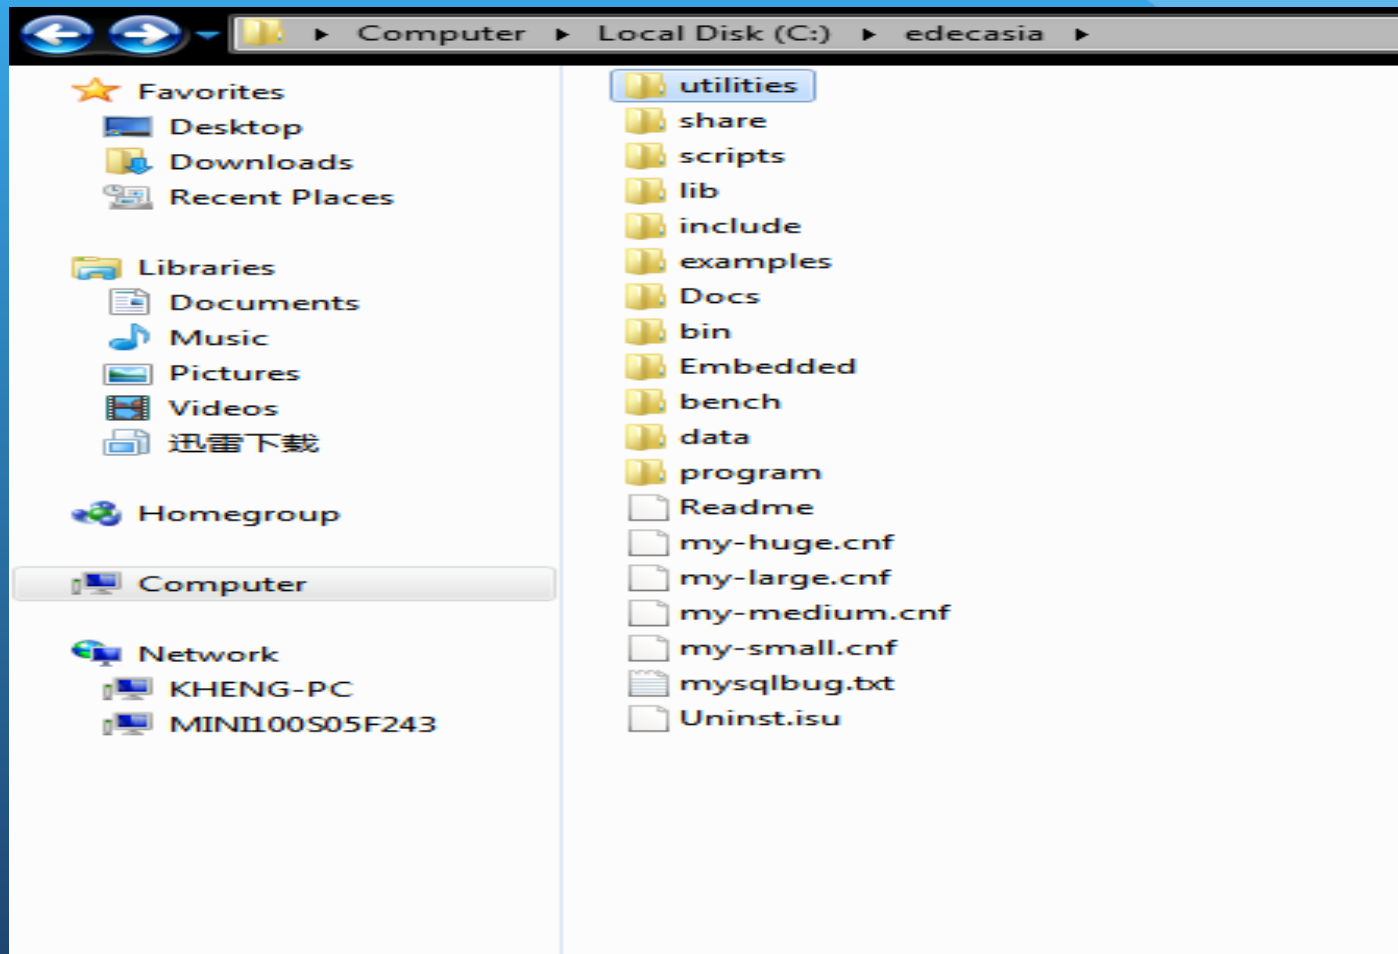 Computer ▸ Local Disk (C:) ▸ edecasia ▸
Favorites
Desktop
Downloads
Recent Places
Libraries
Documents
Music
Pictures
Videos
迅雷下载
Homegroup
Computer
Network
KHENG-PC
MINI100S05F243
utilities
share
scripts
lib
include
examples
Docs
bin
Embedded
bench
data
program
Readme
my-huge.cnf
my-large.cnf
my-medium.cnf
my-small.cnf
mysqlbug.txt
Uninst.isu